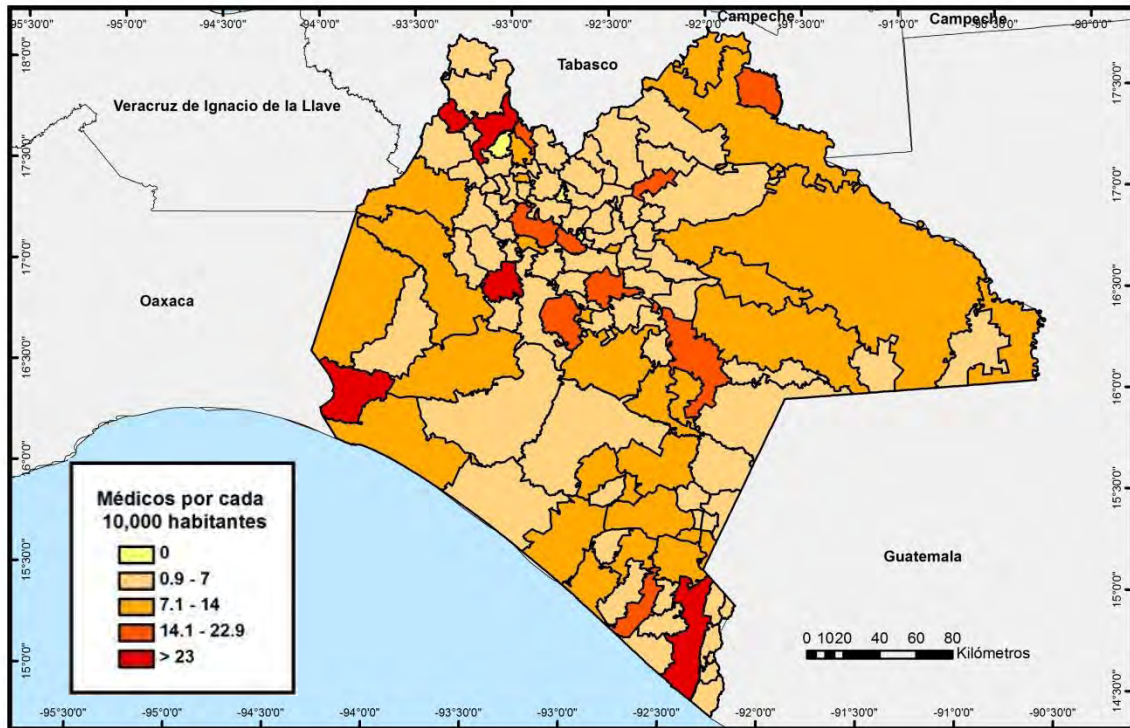 -95°0'0" -94°30'0" -94°0'0" -93°30'0" -93°0'0" -92°30'0" -92°0'0" -91°30'0" -91°0'0" -90°30'0" -90°0'0"
Campeche
Campeche
18°0'0"
Tabasco
17°30'0"
Veracruz de Ignacio de la Llave
17°30'0"
17°0'0"
17°0'0"
Oaxaca
16°30'0"
16°30'0"
16°0'0"
16°0'0"
Médicos por cada
10,000 habitantes
0
0.9 - 7
7.1 - 14
14.1 - 22.9
> 23
15°30'0"
15°30'0"
Guatemala
15°0'0"
0 10 20 40 60 80
Kilómetros
15°0'0"
14°30'0"
-95°30'0" -95°0'0" -94°30'0" -94°0'0" -93°30'0" -93°0'0" -92°30'0" -92°0'0" -91°30'0" -91°0'0" -90°30'0"